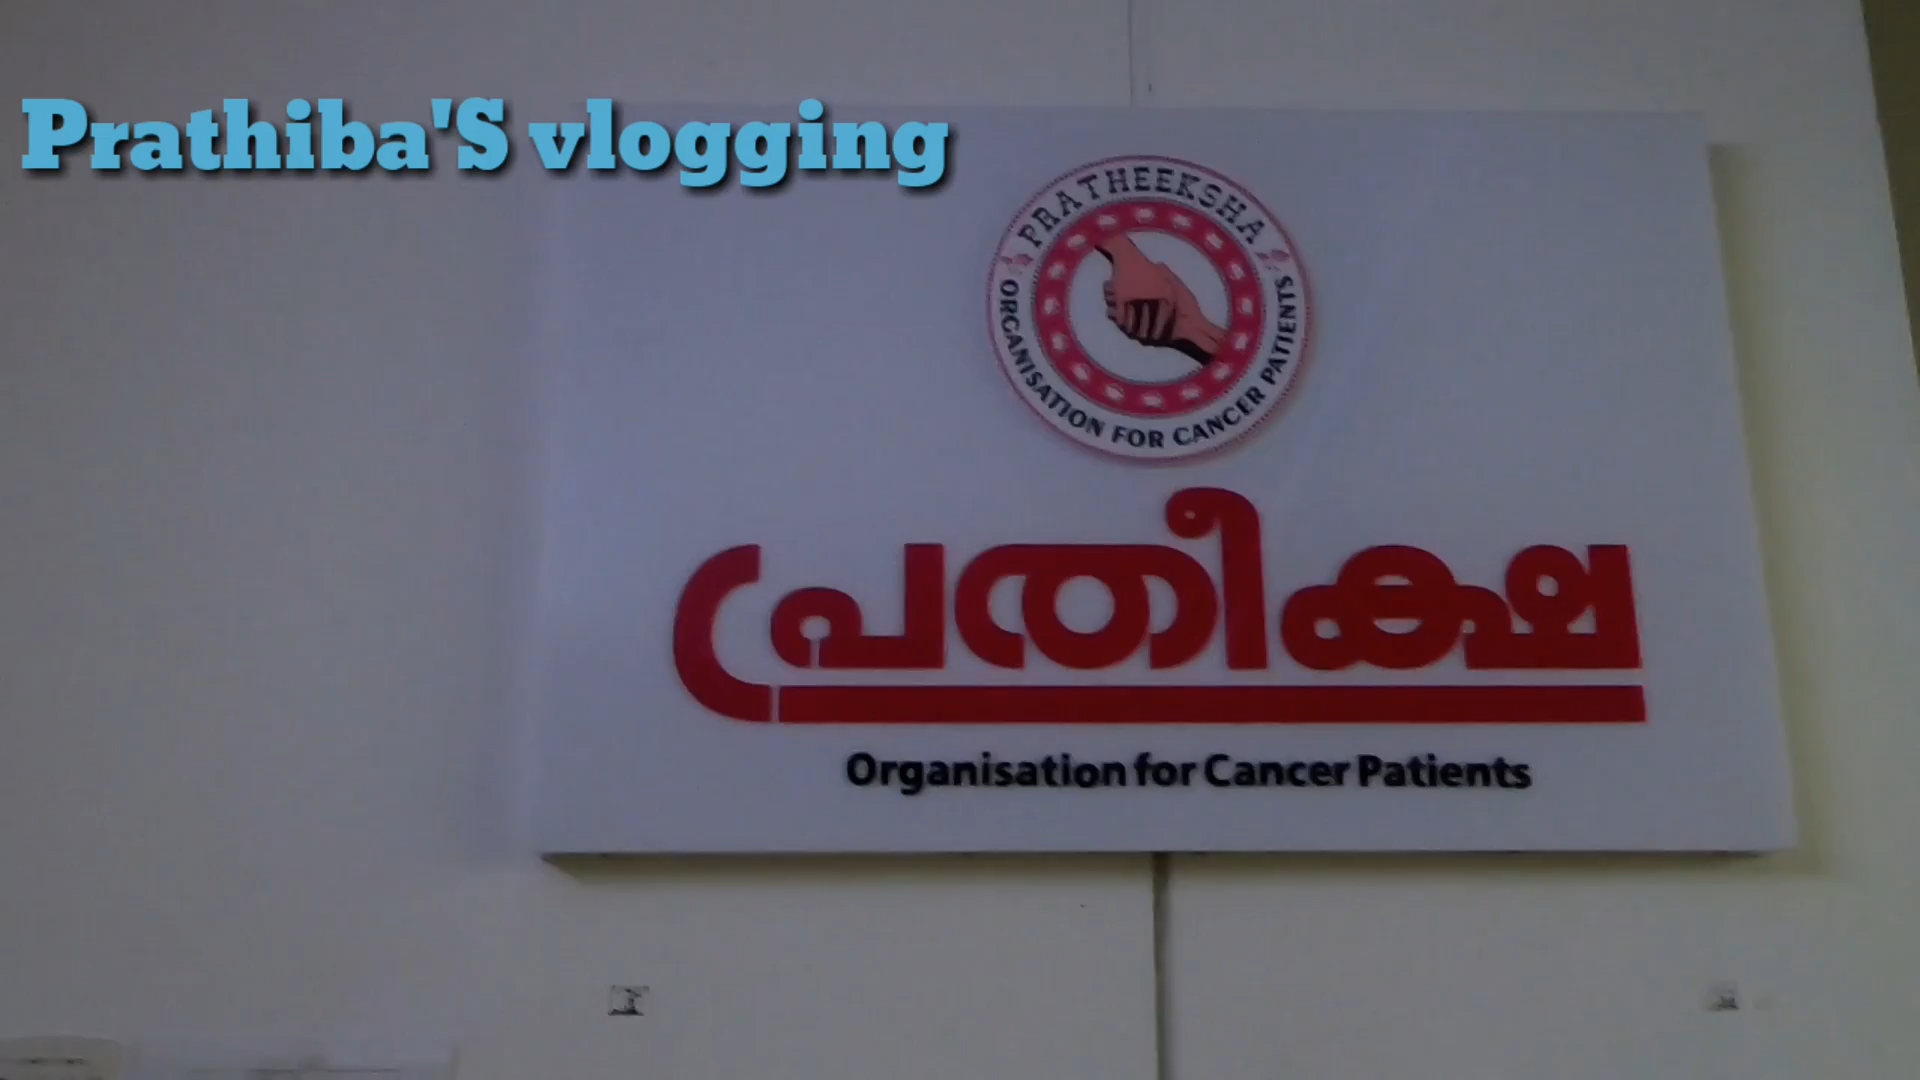 Prathiba'S vlogging
PRATHEEKSHA
ORGANISATION FOR CANCER PATIENTS
പ്രതീക്ഷ
Organisation for Cancer Patients